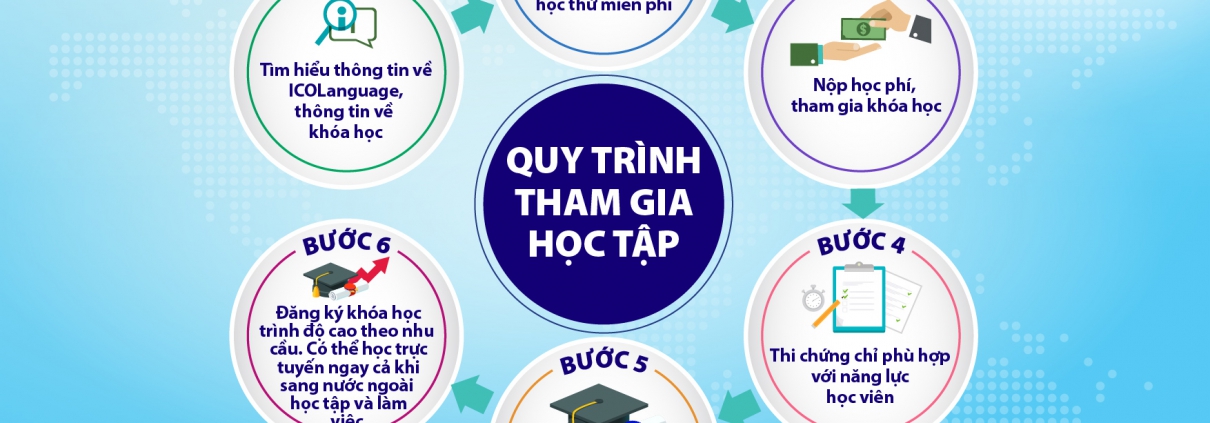 học thử miễn phí
Tìm hiểu thông tin về
ICOLanguage,
thông tin về
khóa học
Nộp học phí,
tham gia khóa học
QUY TRÌNH
THAM GIA
HỌC TẬP
BƯỚC 4
Thi chứng chỉ phù hợp
với năng lực
học viên
BƯỚC 5
BƯỚC 6
Đăng ký khóa học
trình độ cao theo nhu
cầu. Có thể học trực
tuyến ngay cả khi
sang nước ngoài
học tập và làm
việc